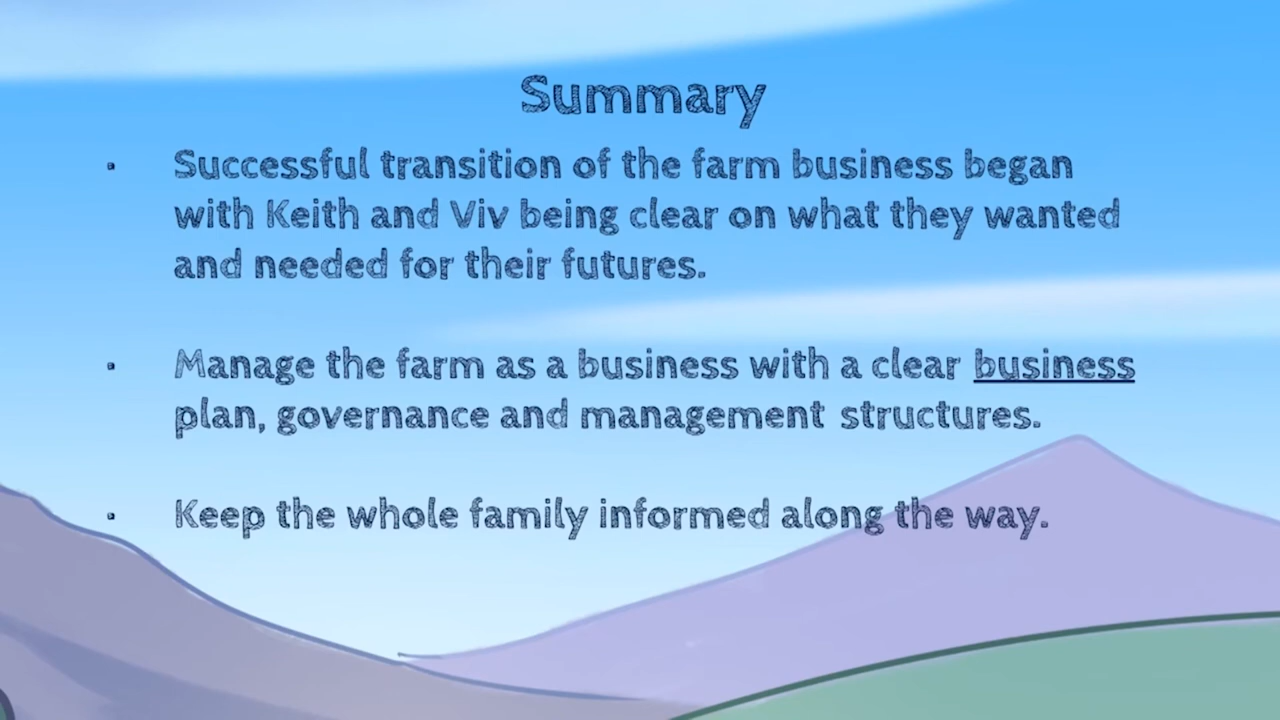 Summary
· Successful transition of the farm business began
with Keith and Viv being clear on what they wanted
and needed for their futures.
· Manage the farm as a business with a clear business
plan, governance and management structures.
· Keep the whole family informed along the way.